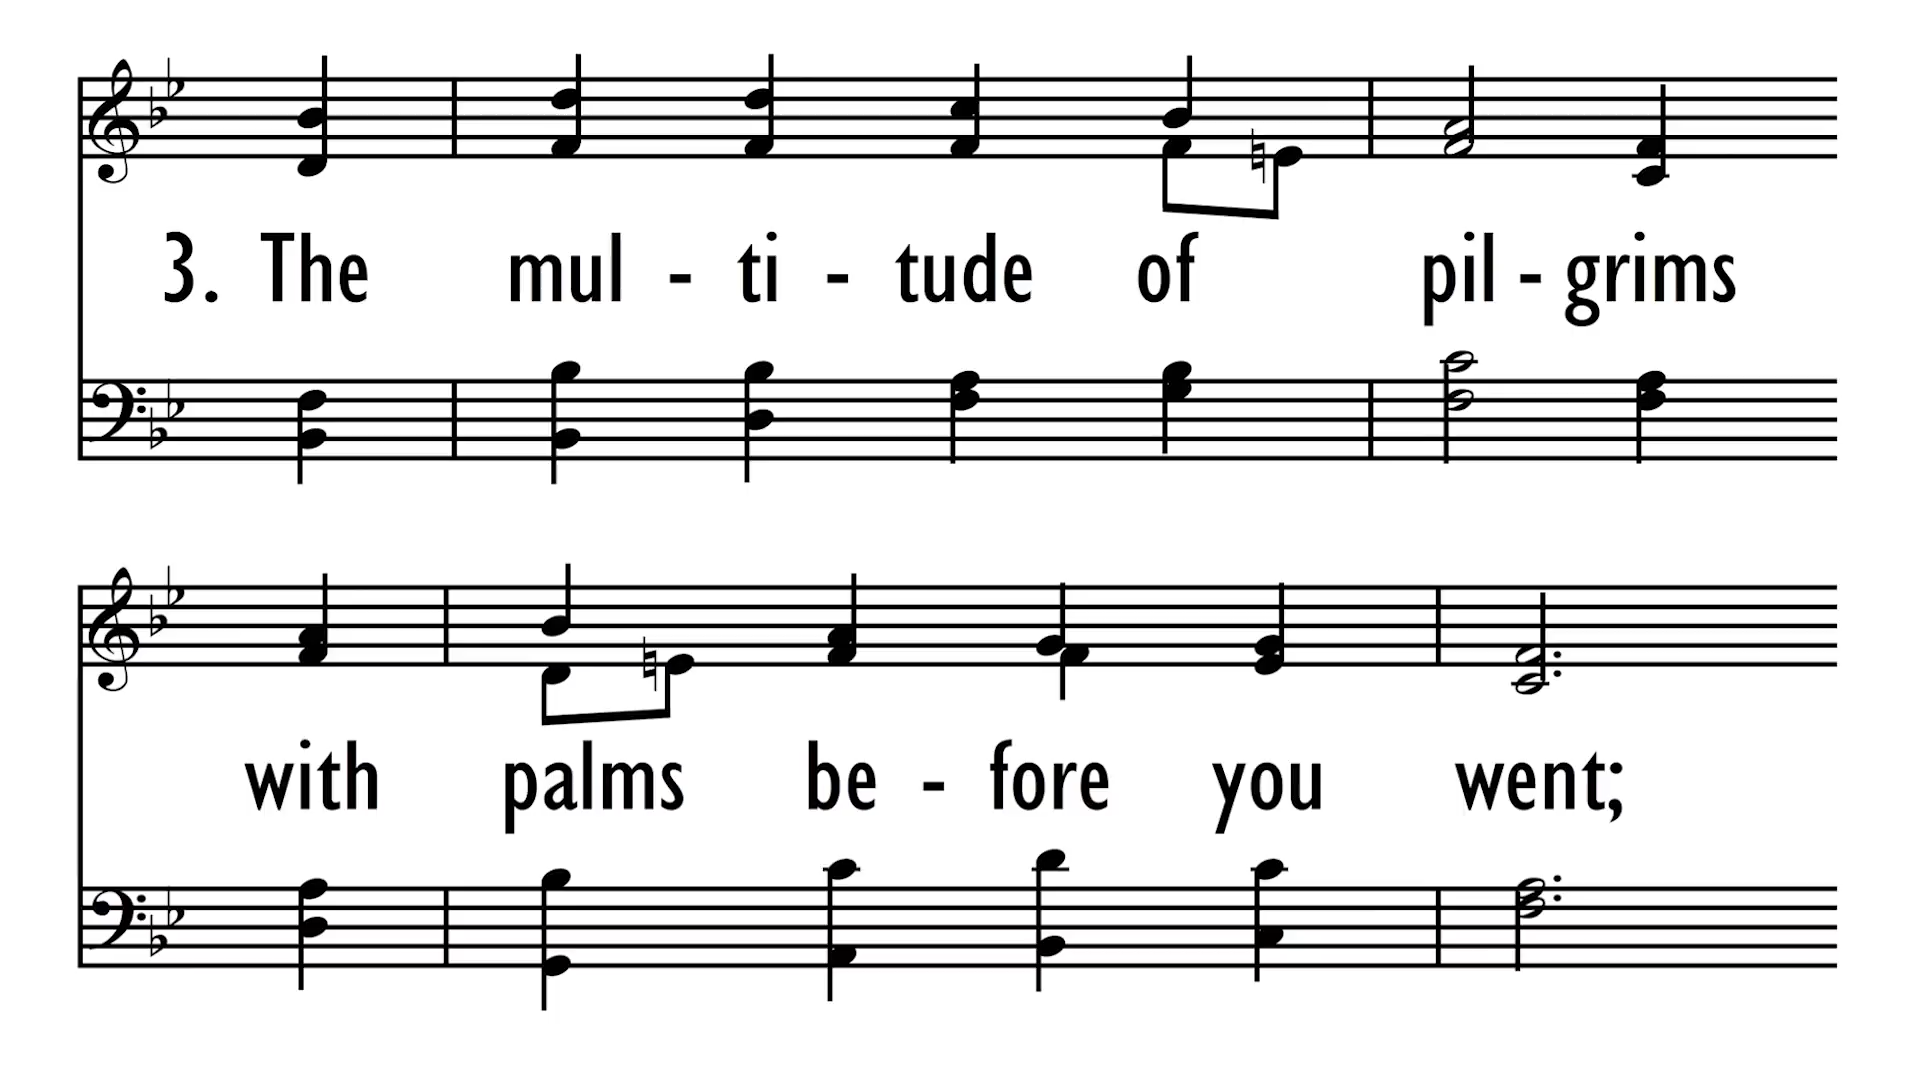 3. The mul - ti - tude of pil - grims
with palms be - fore you went;